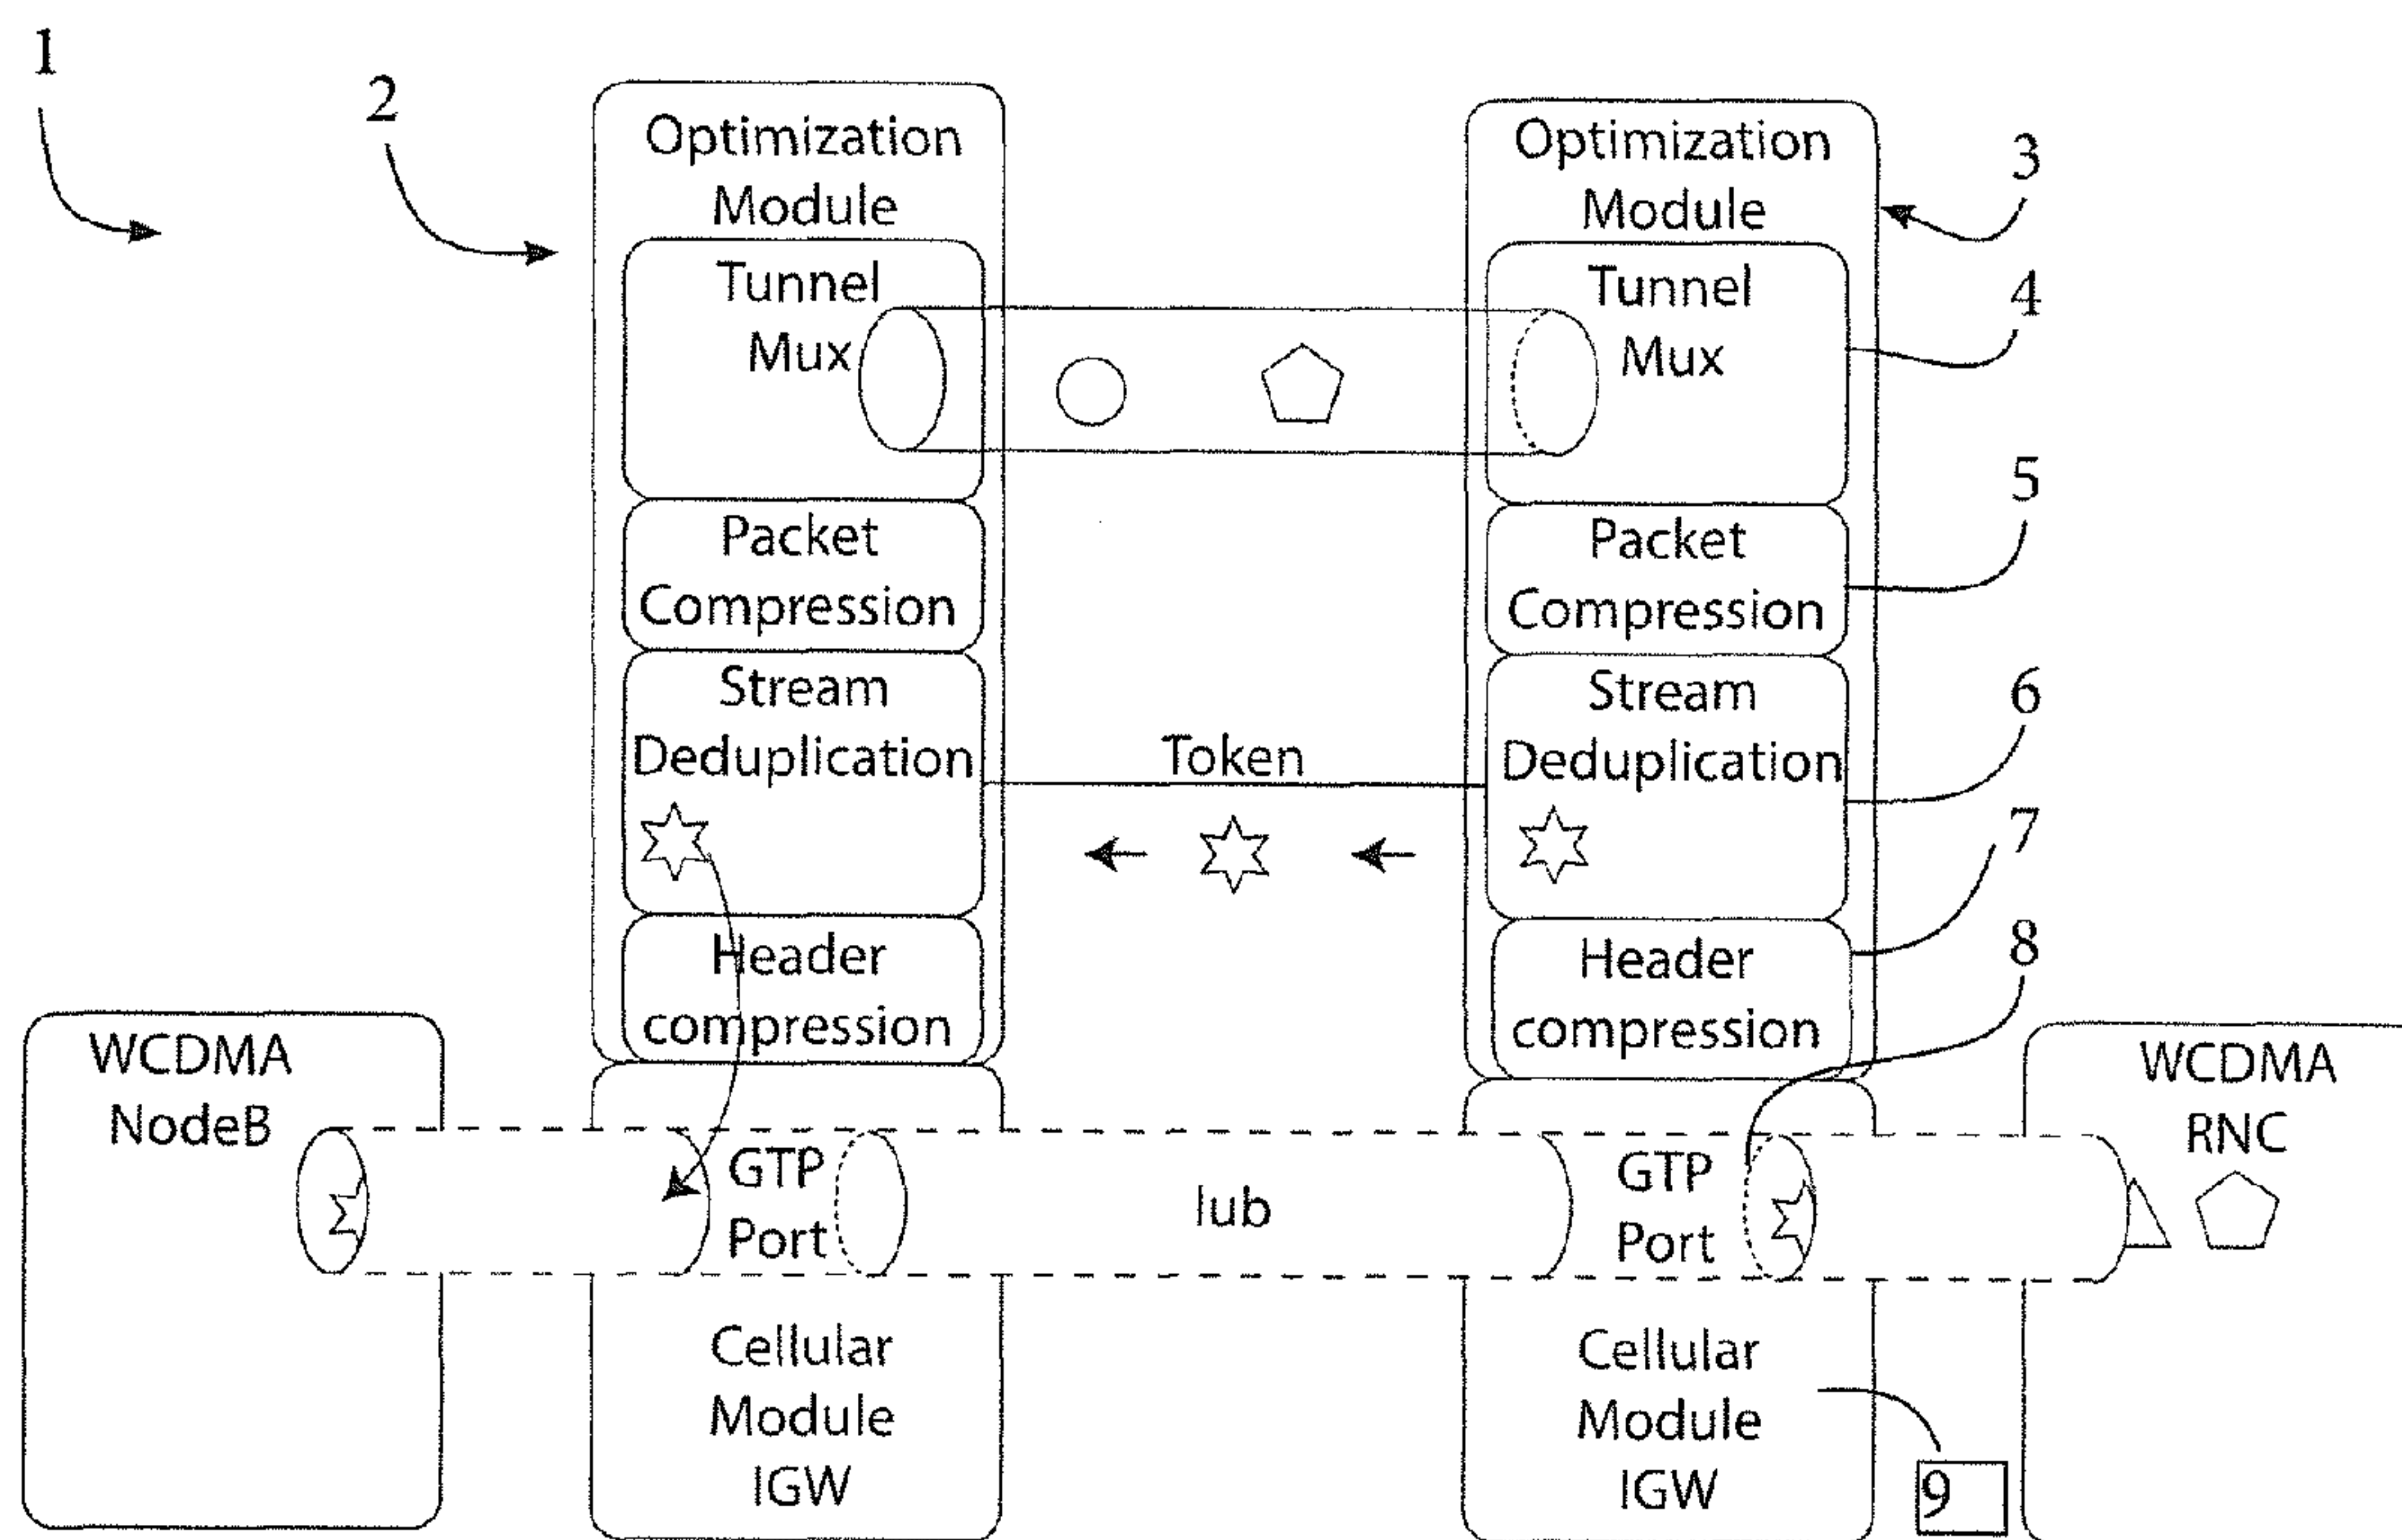 1
2
Optimization
Module
Tunnel
Mux
Packet
Compression
Stream
Deduplication
Header
compression
Token
Optimization
Module
Tunnel
Mux
Packet
Compression
Stream
Deduplication
Header
compression
3
4
5
6
7
8
WCDMA
NodeB
GTP
Port
Iub
GTP
Port
WCDMA
RNC
Cellular
Module
IGW
Cellular
Module
IGW
9